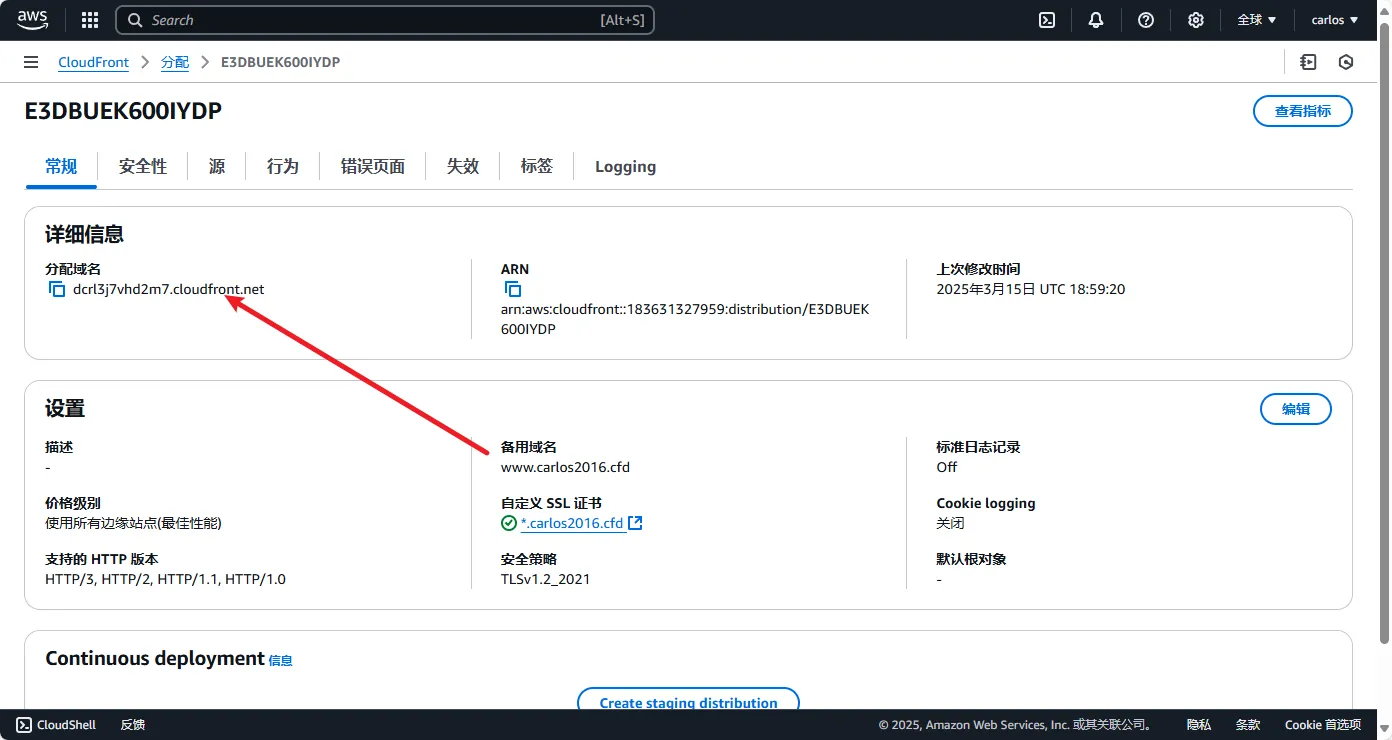 aws
Search
[Alt+S]
全球
carlos
CloudFront
分配
E3DBUEK600IYDP
E3DBUEK600IYDP
查看指标
常规
安全性
源
行为
错误页面
失效
标签
Logging
详细信息
分配域名
dcrl3j7vhd2m7.cloudfront.net
ARN
arn:aws:cloudfront::183631327959:distribution/E3DBUEK
600IYDP
上次修改时间
2025年3月15日 UTC 18:59:20
设置
编辑
描述
-
价格级别
使用所有边缘站点(最佳性能)
支持的 HTTP 版本
HTTP/3, HTTP/2, HTTP/1.1, HTTP/1.0
备用域名
www.carlos2016.cfd
自定义 SSL 证书
*.carlos2016.cfd
安全策略
TLSv1.2_2021
标准日志记录
Off
Cookie logging
关闭
默认根对象
-
Continuous deployment 信息
Create staging distribution
CloudShell
反馈
© 2025, Amazon Web Services, Inc. 或其关联公司。
隐私
条款
Cookie 首选项